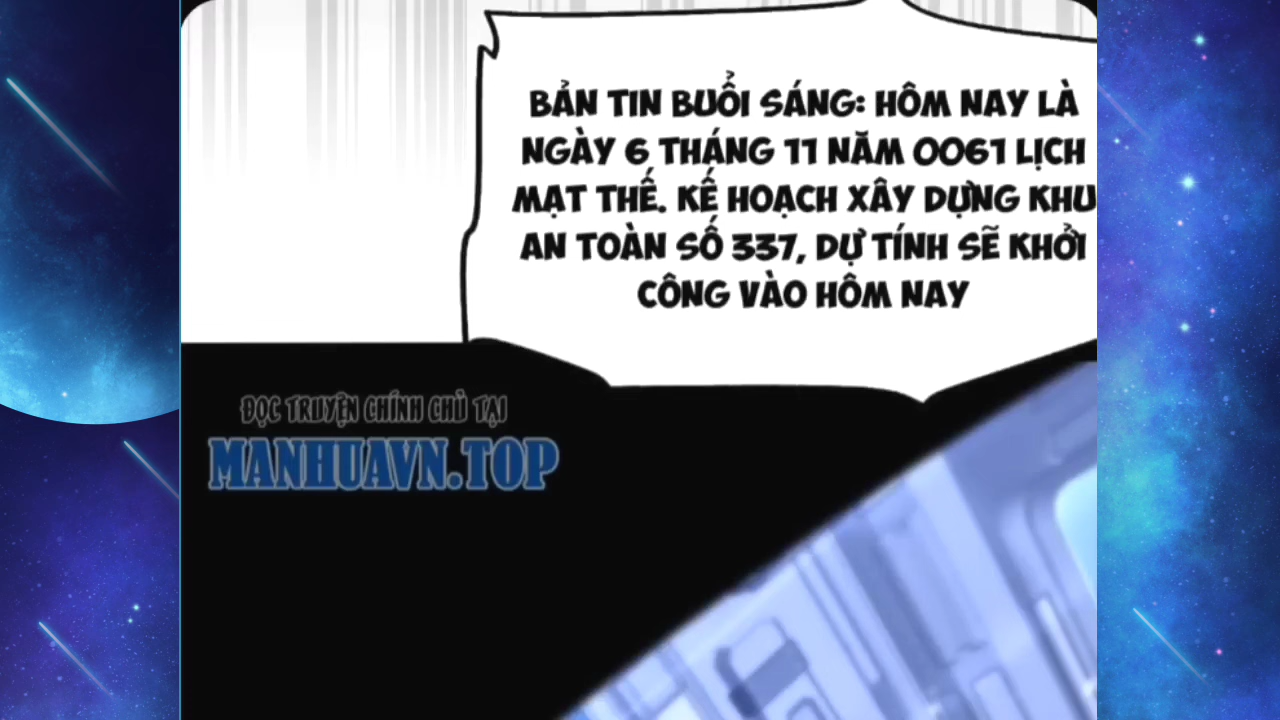 BẢN TIN BUỔI SÁNG: HÔM NAY LÀ
NGÀY 6 THÁNG 11 NĂM 0061 LỊCH
MẠT THẾ. KẾ HOẠCH XÂY DỰNG KHU
AN TOÀN SỐ 337, DỰ TÍNH SẼ KHỞI
CÔNG VÀO HÔM NAY
ĐỌC TRUYỆN CHÍNH CHỦ TẠI
MANHUAVN.TOP